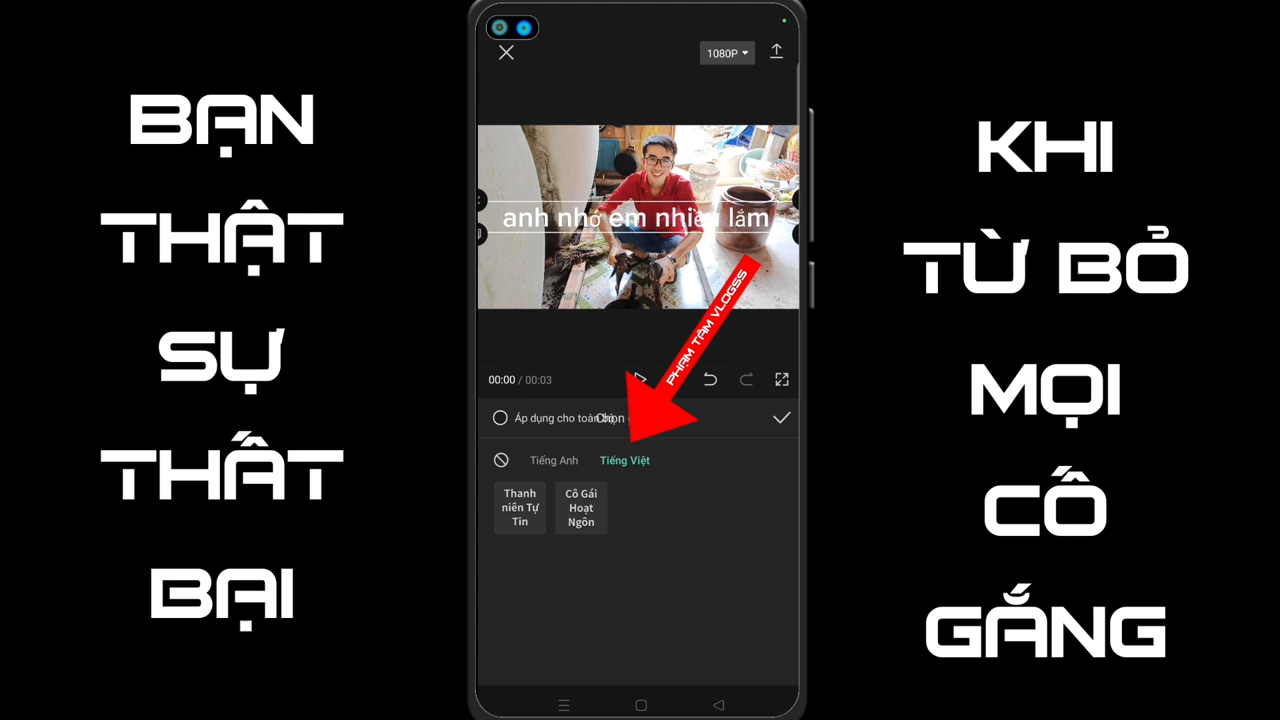 BẠN
THẬT
SỰ
THẤT
BẠI
1080P
anh nhớ em nhiều lắm
PHẠM TÂM VLOGSS
00:00 / 00:03
Áp dụng cho toàn bộ
Chọn
Tiếng Anh
Tiếng Việt
Thanh
niên Tự
Tin
Cô Gái
Hoạt
Ngôn
KHI
TỪ BỎ
MỌI
CỐ
GẮNG